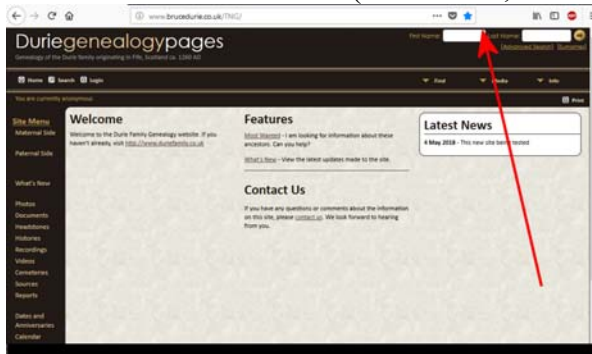 www.brucedurie.co.uk/TNG/
Duriegenealogypages
Genealogy of the Durie family originating in Fife, Scotland ca. 1260 AD
First Name: Last Name:
[Advanced Search] [Surnames]
Home Search Login
Find Media Info
You are currently anonymous
Print
Site Menu
Maternal Side
Paternal Side
What's New
Photos
Documents
Headstones
Histories
Recordings
Videos
Cemeteries
Sources
Reports
Dates and
Anniversaries
Calendar
Welcome
Welcome to the Durie Family Genealogy website. If you
haven't already, visit http://www.duriefamily.co.uk
Features
Most Wanted - I am looking for information about these
ancestors. Can you help?
What's New - View the latest updates made to the site.
Contact Us
If you have any questions or comments about the information
on this site, please contact us. We look forward to hearing
from you.
Latest News
4 May 2018 - This new site being tested